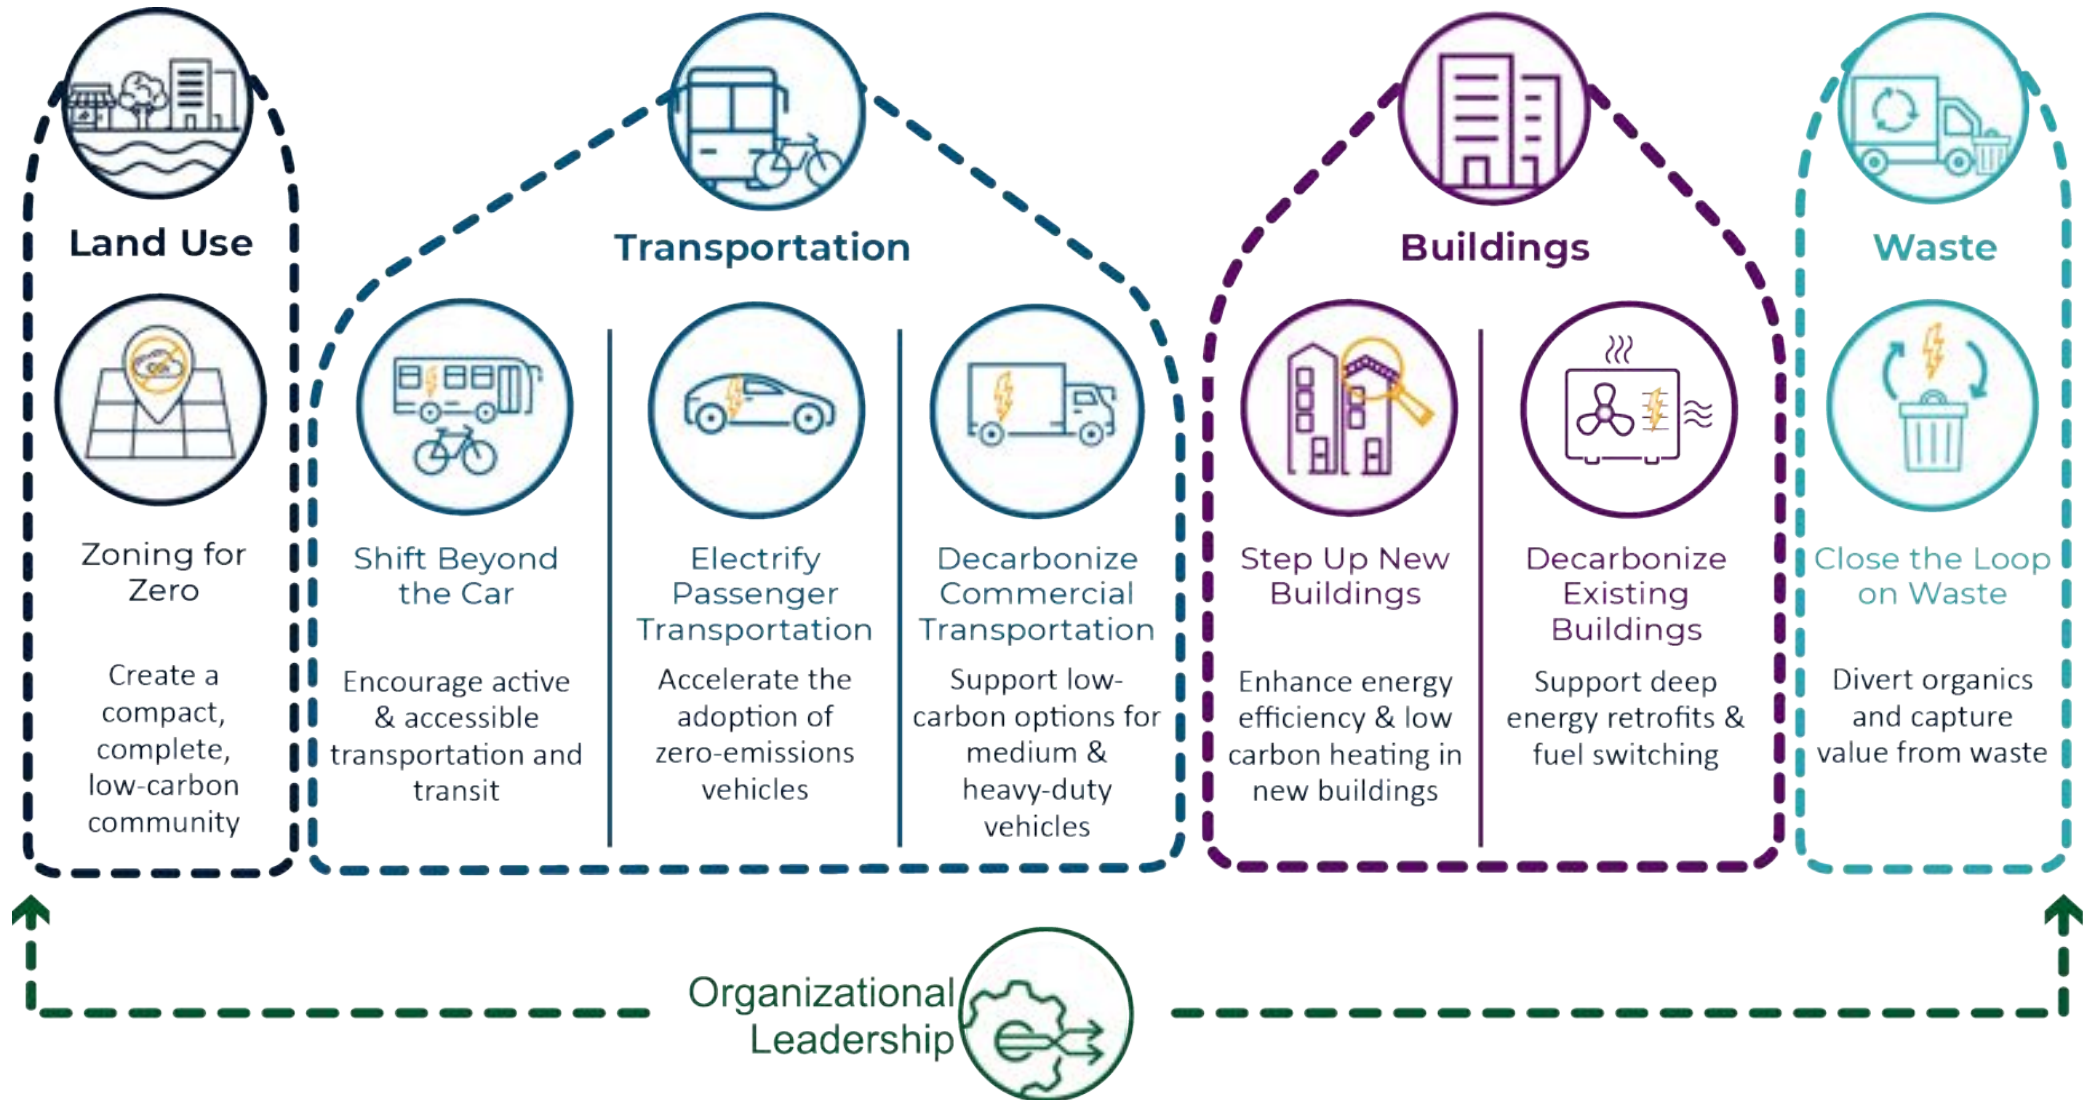 Land Use
Zoning for
Zero
Create a
compact,
complete,
low-carbon
community
Transportation
Shift Beyond
the Car
Encourage active
& accessible
transportation and
transit
Electrify
Passenger
Transportation
Accelerate the
adoption of
zero-emissions
vehicles
Decarbonize
Commercial
Transportation
Support low-
carbon options for
medium &
heavy-duty
vehicles
Buildings
Step Up New
Buildings
Enhance energy
efficiency & low
carbon heating in
new buildings
Decarbonize
Existing
Buildings
Support deep
energy retrofits &
fuel switching
Waste
Close the Loop
on Waste
Divert organics
and capture
value from waste
Organizational
Leadership